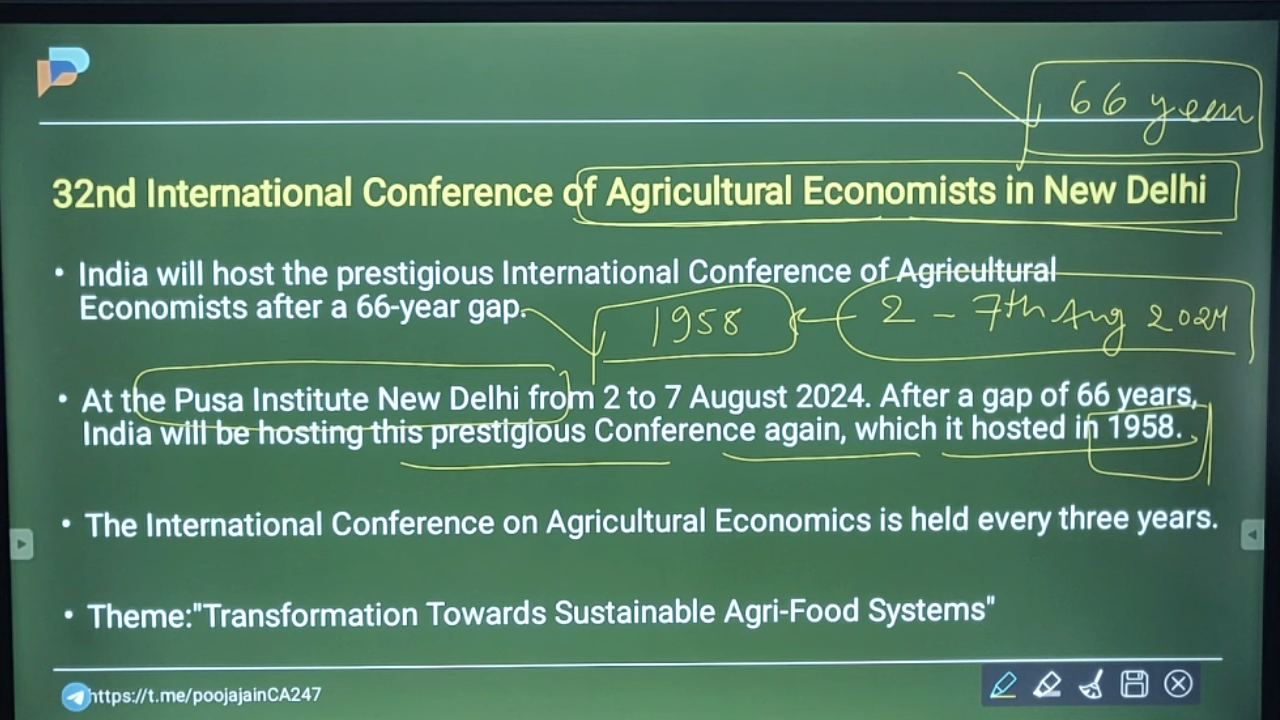 66 year
32nd International Conference of Agricultural Economists in New Delhi
• India will host the prestigious International Conference of Agricultural
Economists after a 66-year gap.
1958
2 - 7th Aug 2024
• At the Pusa Institute New Delhi from 2 to 7 August 2024. After a gap of 66 years,
India will be hosting this prestigious Conference again, which it hosted in 1958.
• The International Conference on Agricultural Economics is held every three years.
• Theme:"Transformation Towards Sustainable Agri-Food Systems"
https://t.me/poojajainCA247